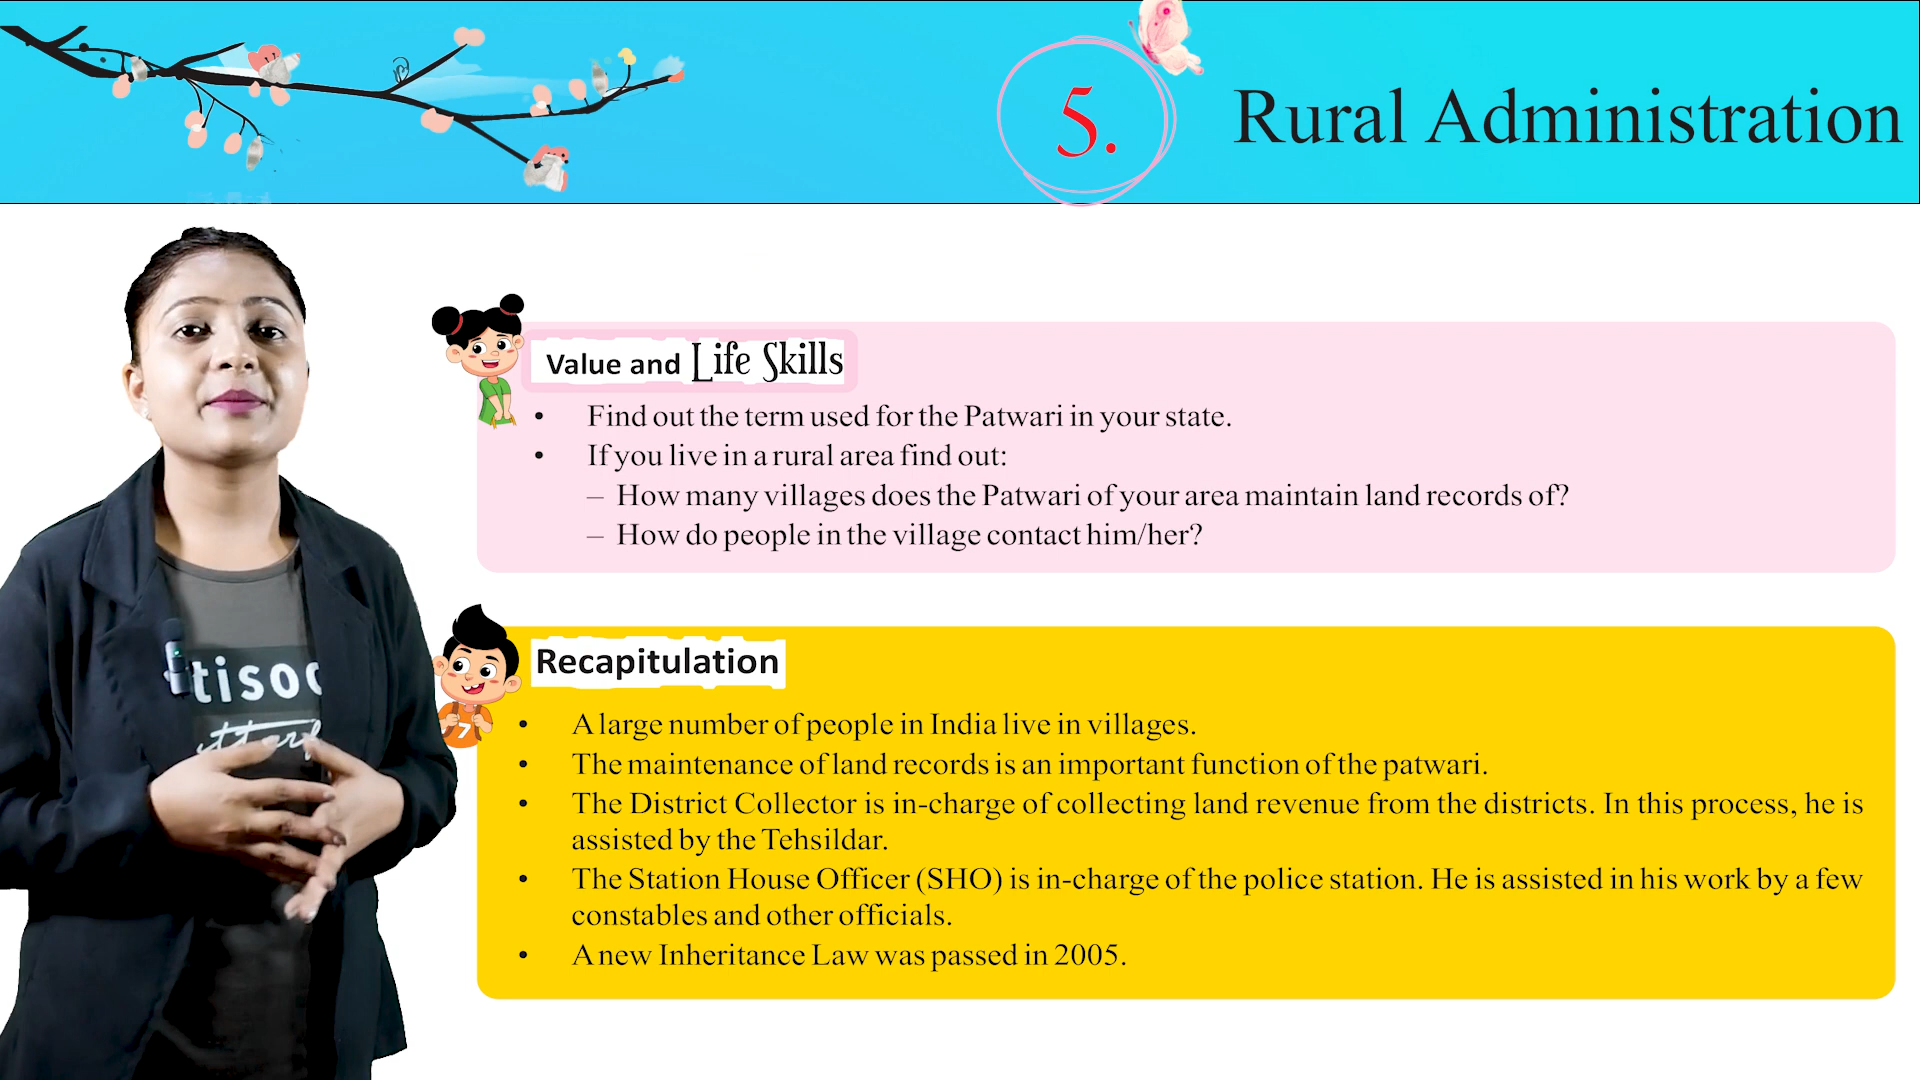 5.
Rural Administration
Value and Life Skills
• Find out the term used for the Patwari in your state.
• If you live in a rural area find out:
– How many villages does the Patwari of your area maintain land records of?
– How do people in the village contact him/her?
Recapitulation
7
• A large number of people in India live in villages.
• The maintenance of land records is an important function of the patwari.
• The District Collector is in-charge of collecting land revenue from the districts. In this process, he is
assisted by the Tehsildar.
• The Station House Officer (SHO) is in-charge of the police station. He is assisted in his work by a few
constables and other officials.
• A new Inheritance Law was passed in 2005.
tisoc